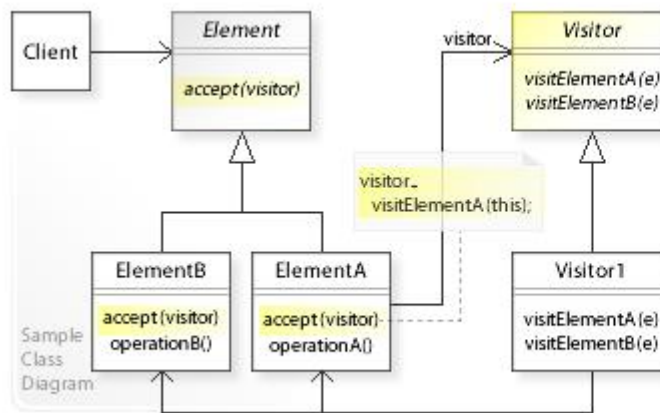 Client
Element
accept(visitor)
visitor
Visitor
visitElementA(e)
visitElementB(e)
visitor.
visitElementA(this);
ElementB
accept(visitor)
operationB()
ElementA
accept(visitor)
operationA()
Visitor1
visitElementA(e)
visitElementB(e)
Sample
Class
Diagram